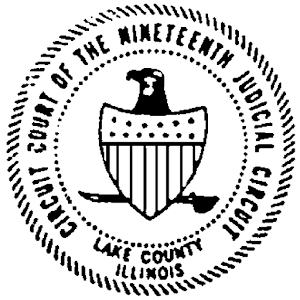 CIRCUIT COURT OF THE NINETEENTH JUDICIAL CIRCUIT
LAKE COUNTY
ILLINOIS